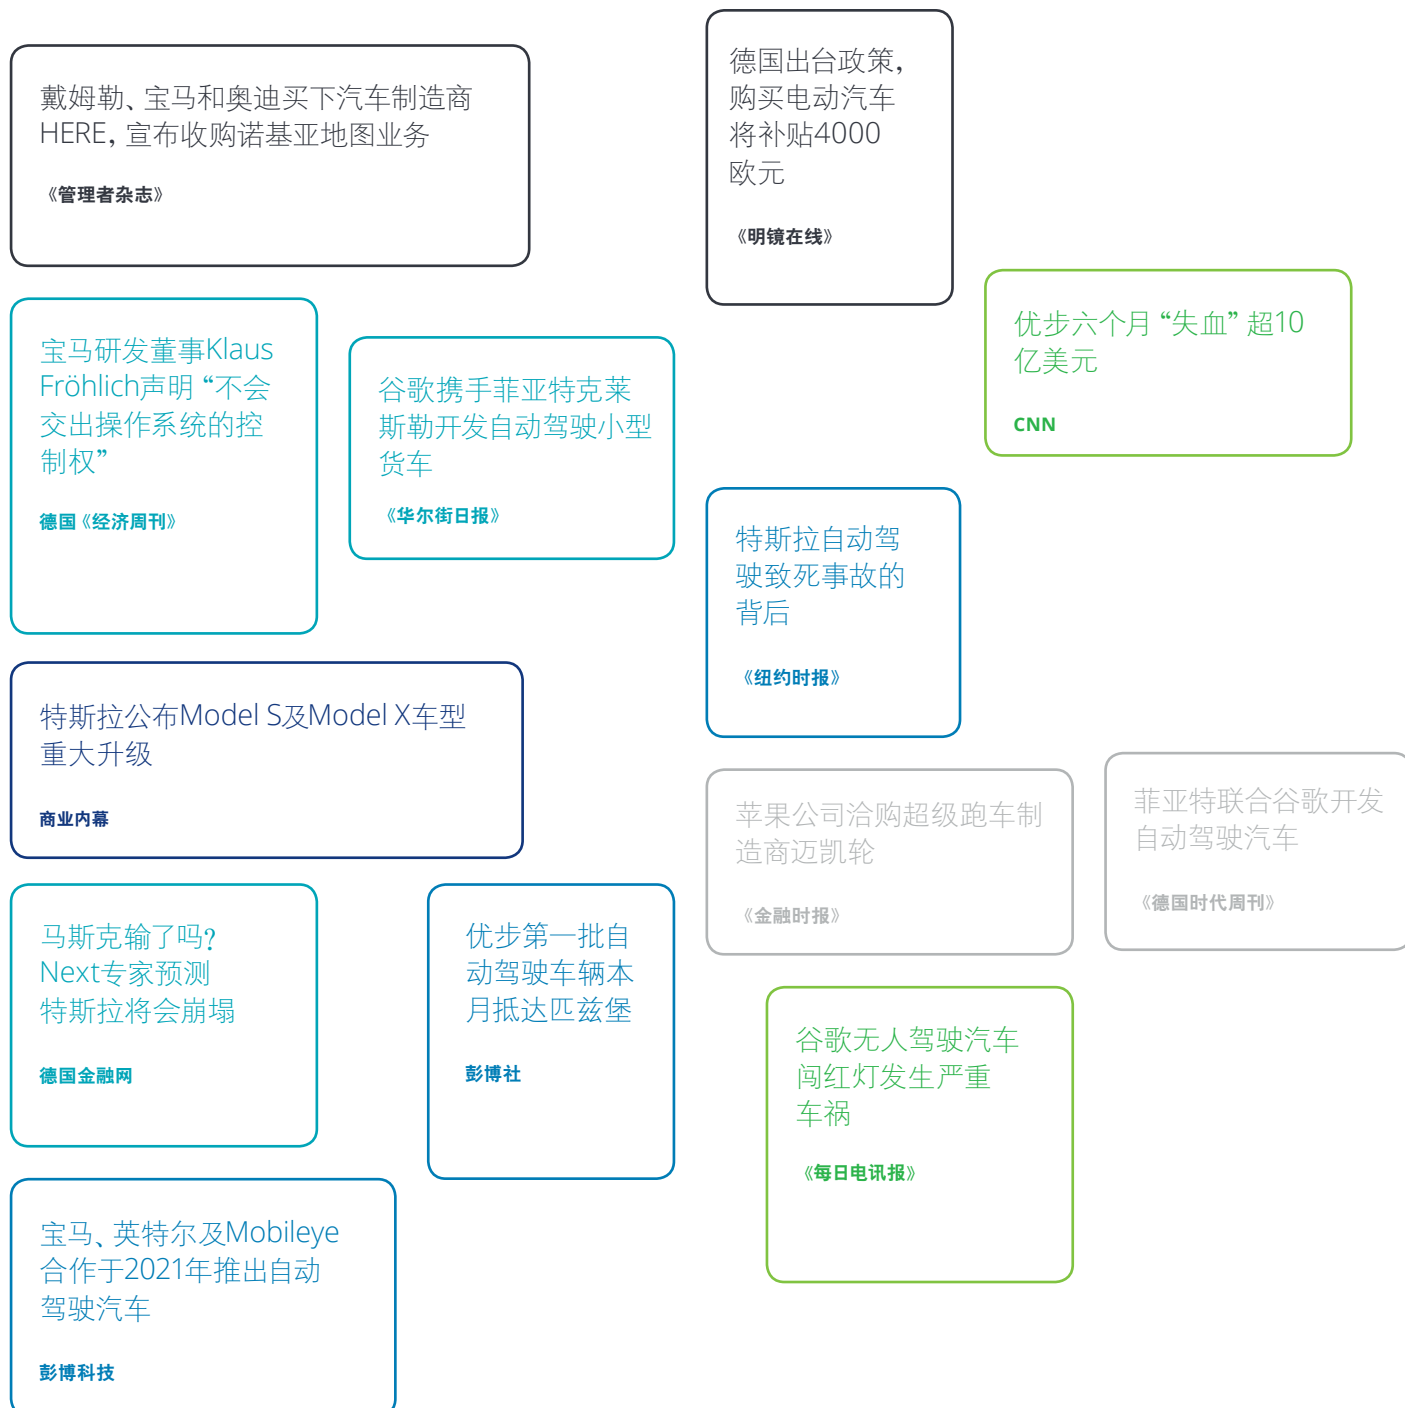 戴姆勒、宝马和奥迪买下汽车制造商
HERE，宣布收购诺基亚地图业务
《管理者杂志》
德国出台政策，
购买电动汽车
将补贴4000
欧元
《明镜在线》
优步六个月“失血”超10
亿美元
CNN
宝马研发董事Klaus
Fröhlich声明“不会
交出操作系统的控
制权”
德国《经济周刊》
谷歌携手菲亚特克莱
斯勒开发自动驾驶小型
货车
《华尔街日报》
特斯拉自动驾
驶致死事故的
背后
《纽约时报》
特斯拉公布Model S及Model X车型
重大升级
商业内幕
苹果公司洽购超级跑车制
造商迈凯轮
《金融时报》
菲亚特联合谷歌开发
自动驾驶汽车
《德国时代周刊》
马斯克输了吗？
Next专家预测
特斯拉将会崩塌
德国金融网
优步第一批自
动驾驶车辆本
月抵达匹兹堡
彭博社
谷歌无人驾驶汽车
闯红灯发生严重
车祸
《每日电讯报》
宝马、英特尔及Mobileye
合作于2021年推出自动
驾驶汽车
彭博科技